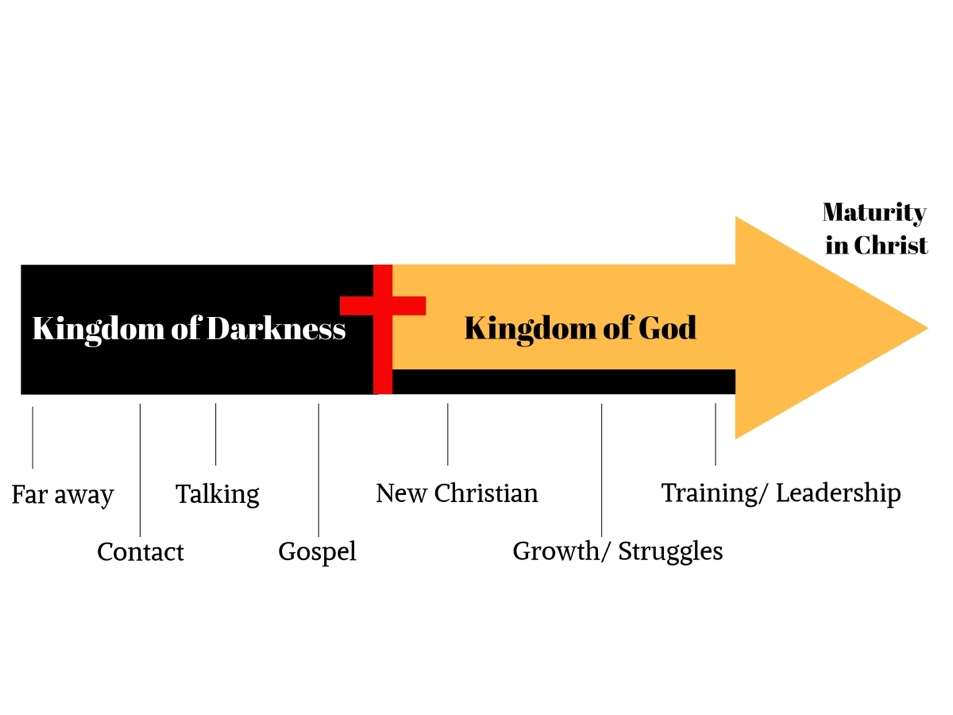 Maturity
in Christ
Kingdom of Darkness
Kingdom of God
Far away
Talking
New Christian
Training/ Leadership
Contact
Gospel
Growth/ Struggles